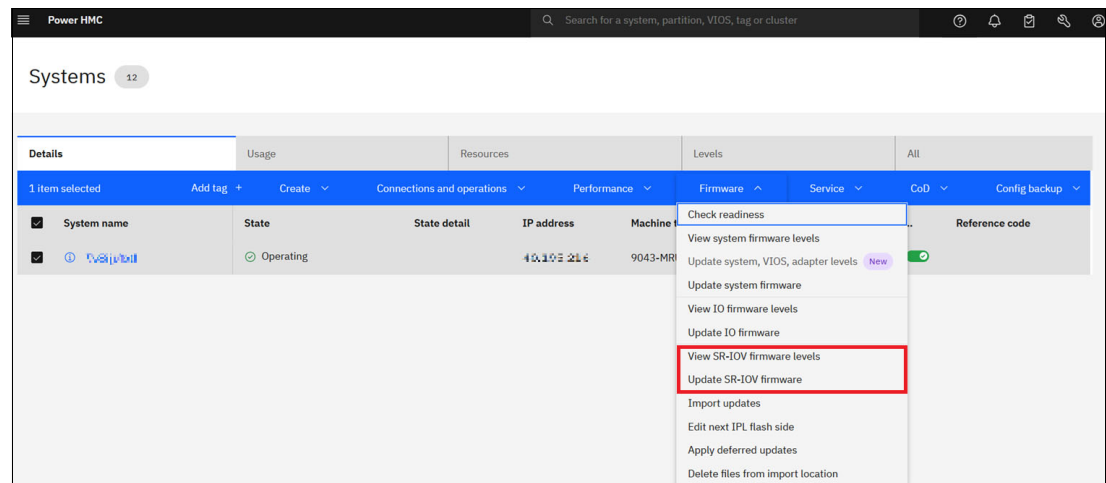 Power HMC
Search for a system, partition, VIOS, tag or cluster
Systems 12
Details Usage Resources Levels All
1 item selected Add tag + Create Connections and operations Performance Firmware Service CoD Config backup
System name State State detail IP address Machine .. Reference code
Operating 9043-MR
Check readiness
View system firmware levels
Update system, VIOS, adapter levels New
Update system firmware
View IO firmware levels
Update IO firmware
View SR-IOV firmware levels
Update SR-IOV firmware
Import updates
Edit next IPL flash side
Apply deferred updates
Delete files from import location